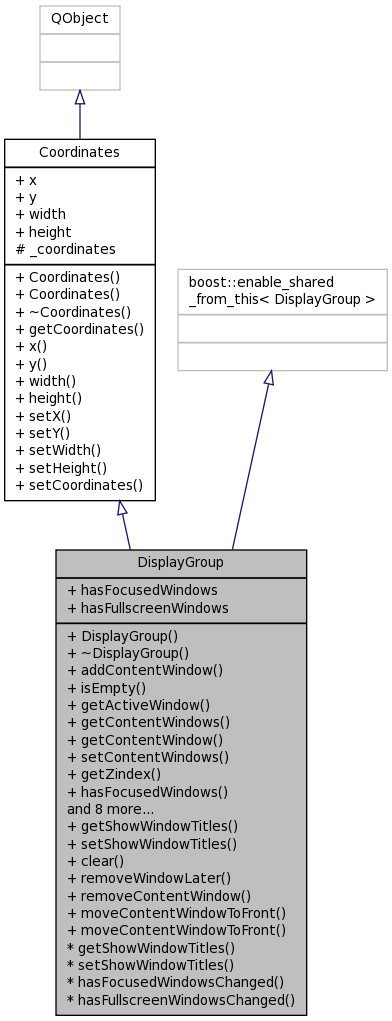 QObject
Coordinates
+ x
+ y
+ width
+ height
# _coordinates
+ Coordinates()
+ Coordinates()
+ ~Coordinates()
+ getCoordinates()
+ x()
+ y()
+ width()
+ height()
+ setX()
+ setY()
+ setWidth()
+ setHeight()
+ setCoordinates()
boost::enable_shared
_from_this< DisplayGroup >
DisplayGroup
+ hasFocusedWindows
+ hasFullscreenWindows
+ DisplayGroup()
+ ~DisplayGroup()
+ addContentWindow()
+ isEmpty()
+ getActiveWindow()
+ getContentWindows()
+ getContentWindow()
+ setContentWindows()
+ getZindex()
+ hasFocusedWindows()
and 8 more...
+ getShowWindowTitles()
+ setShowWindowTitles()
+ clear()
+ removeWindowLater()
+ removeContentWindow()
+ moveContentWindowToFront()
+ moveContentWindowToFront()
* getShowWindowTitles()
* setShowWindowTitles()
* hasFocusedWindowsChanged()
* hasFullscreenWindowsChanged()